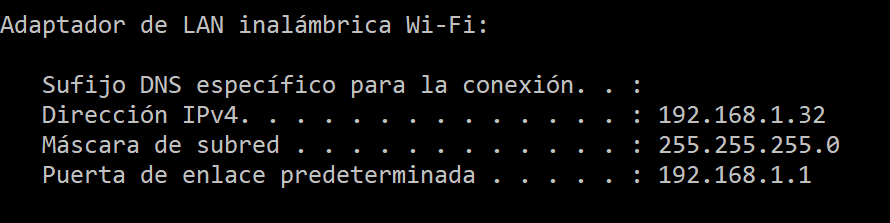 Adaptador de LAN inalámbrica Wi-Fi:
Sufijo DNS específico para la conexión. . :
Dirección IPv4. . . . . . . . . . . . . . : 192.168.1.32
Máscara de subred . . . . . . . . . . . . : 255.255.255.0
Puerta de enlace predeterminada . . . . . : 192.168.1.1